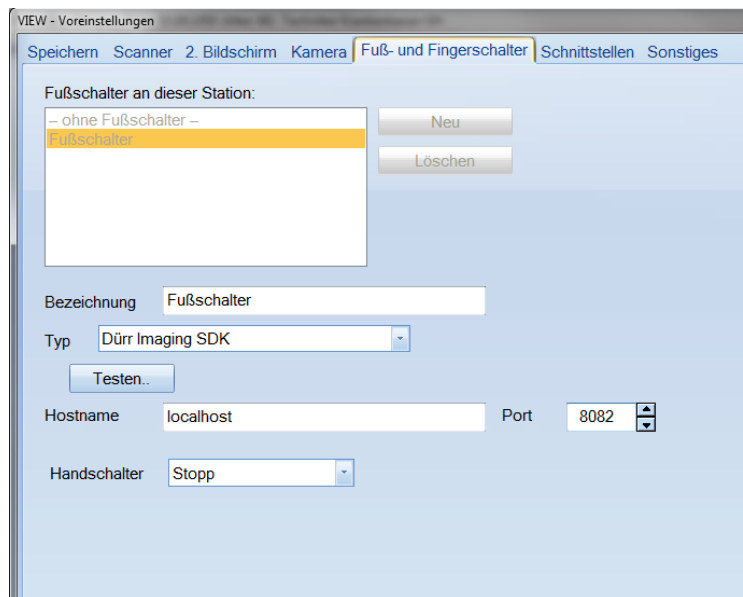 VIEW - Voreinstellungen
Speichern Scanner 2. Bildschirm Kamera Fuß- und Fingerschalter Schnittstellen Sonstiges
Fußschalter an dieser Station:
– ohne Fußschalter –
Neu
Fußschalter
Löschen
Bezeichnung Fußschalter
Typ Dürr Imaging SDK
Testen..
Hostname localhost Port 8082
Handschalter Stopp